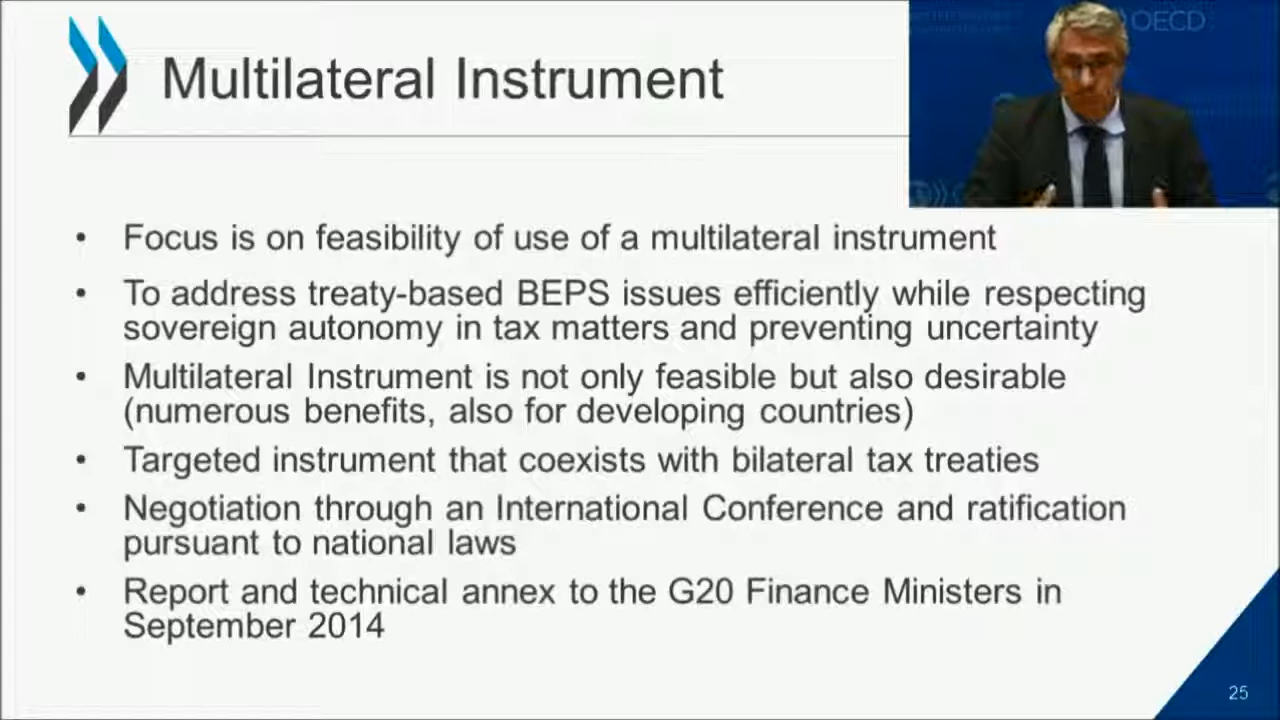 Multilateral Instrument
OECD
• Focus is on feasibility of use of a multilateral instrument
• To address treaty-based BEPS issues efficiently while respecting
sovereign autonomy in tax matters and preventing uncertainty
• Multilateral Instrument is not only feasible but also desirable
(numerous benefits, also for developing countries)
• Targeted instrument that coexists with bilateral tax treaties
• Negotiation through an International Conference and ratification
pursuant to national laws
• Report and technical annex to the G20 Finance Ministers in
September 2014
25